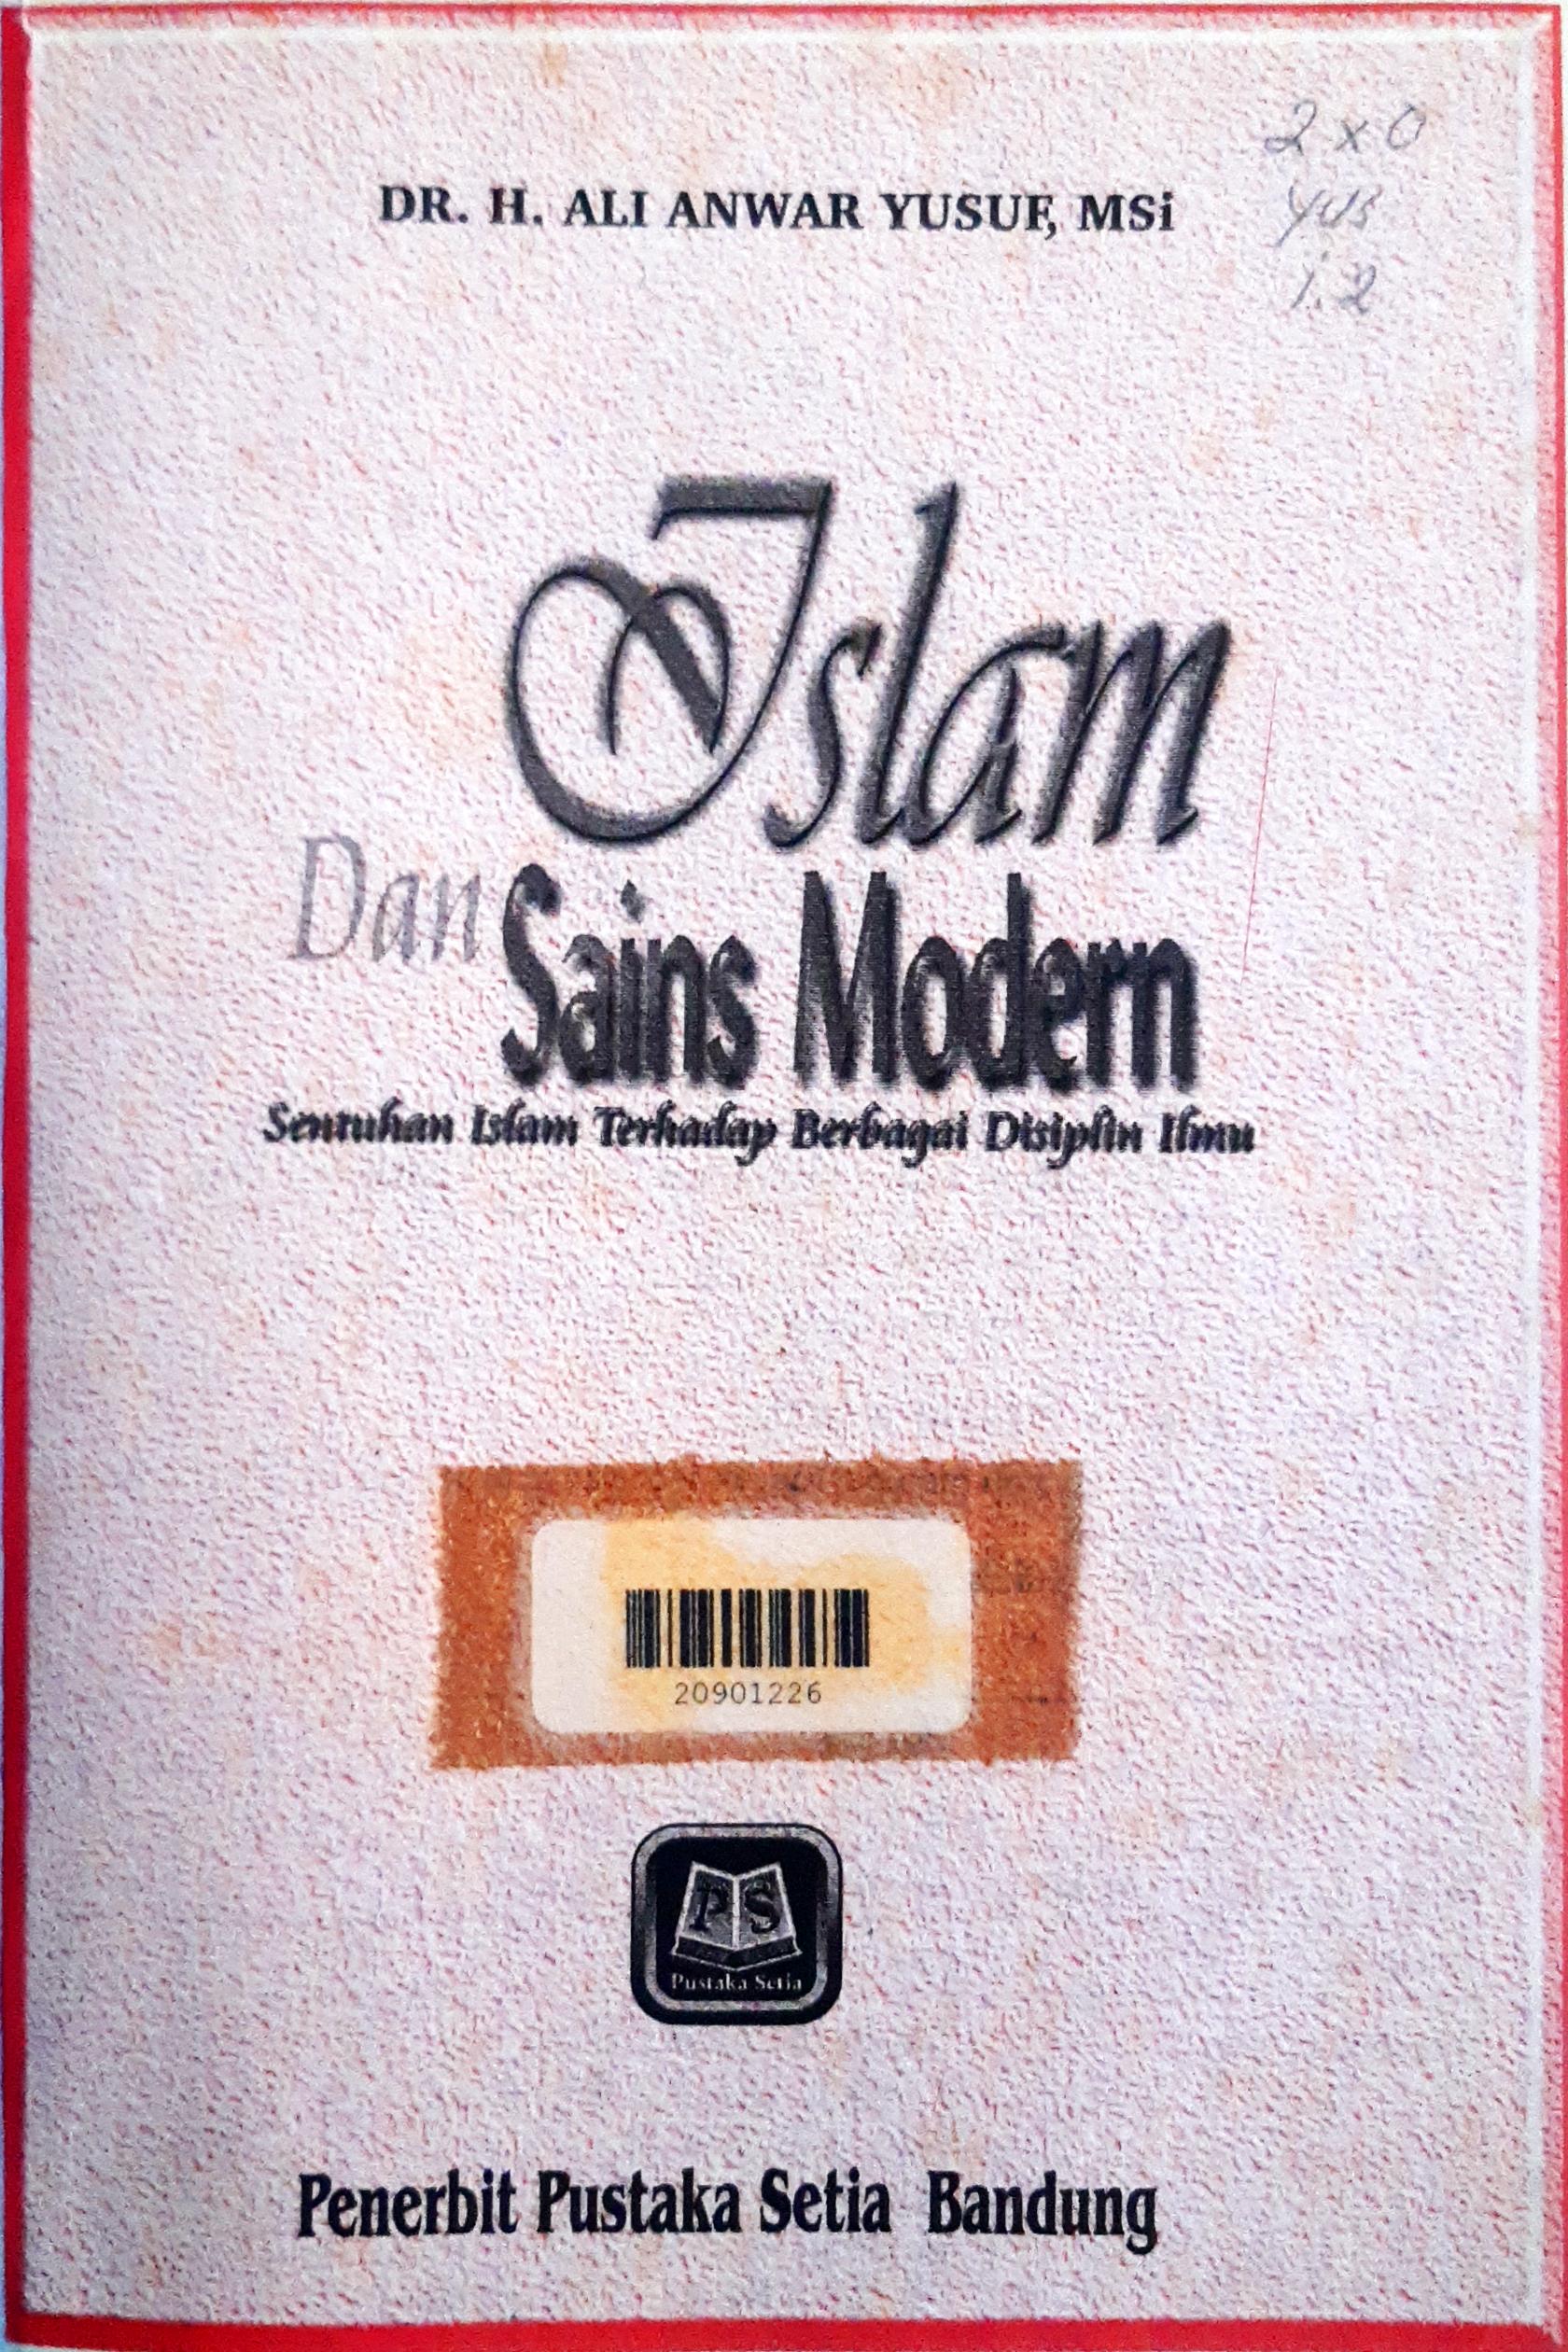 2 x 0
DR. H. ALI ANWAR YUSUF, MSi
Yus
i.2
Islam
Dan Sains Modern
Sentuhan Islam Terhadap Berbagai Disiplin Ilmu
20901226
PS
Pustaka Setia
Penerbit Pustaka Setia Bandung